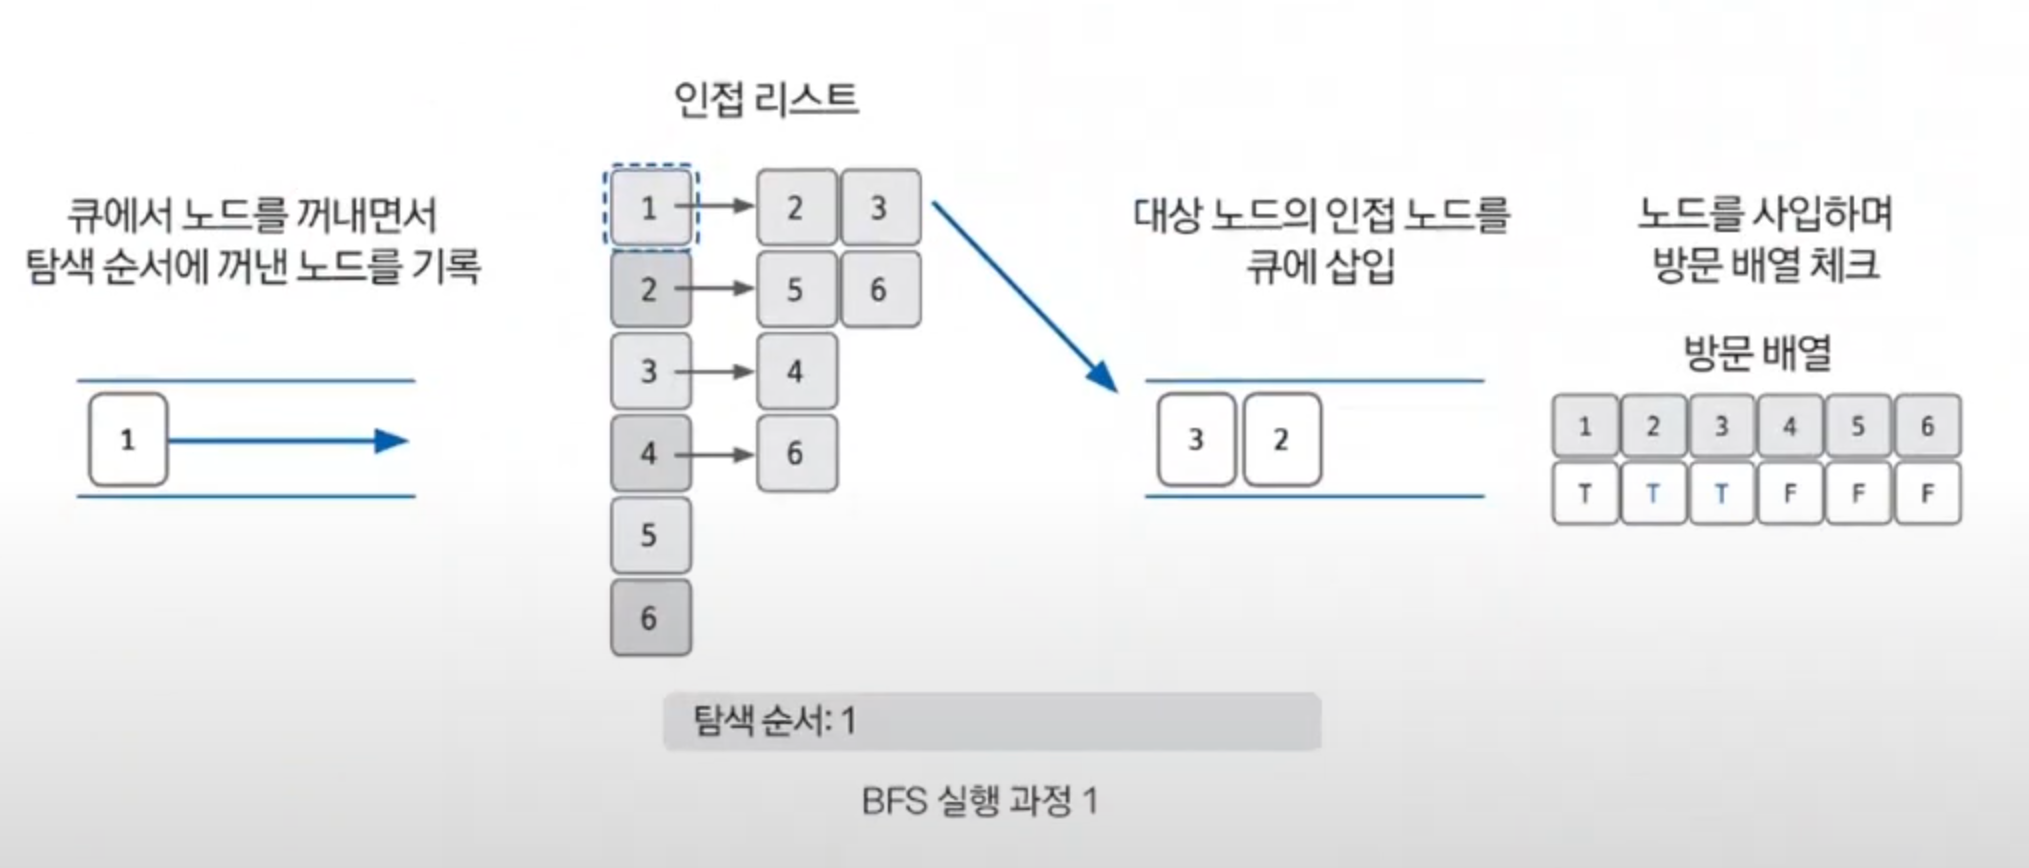 인접 리스트
큐에서 노드를 꺼내면서
탐색 순서에 꺼낸 노드를 기록
1
1 2 3
2 5 6
3 4
4 6
5
6
대상 노드의 인접 노드를
큐에 삽입
3 2
노드를 사입하며
방문 배열 체크
방문 배열
1 2 3 4 5 6
T T T F F F
탐색 순서: 1
BFS 실행 과정 1